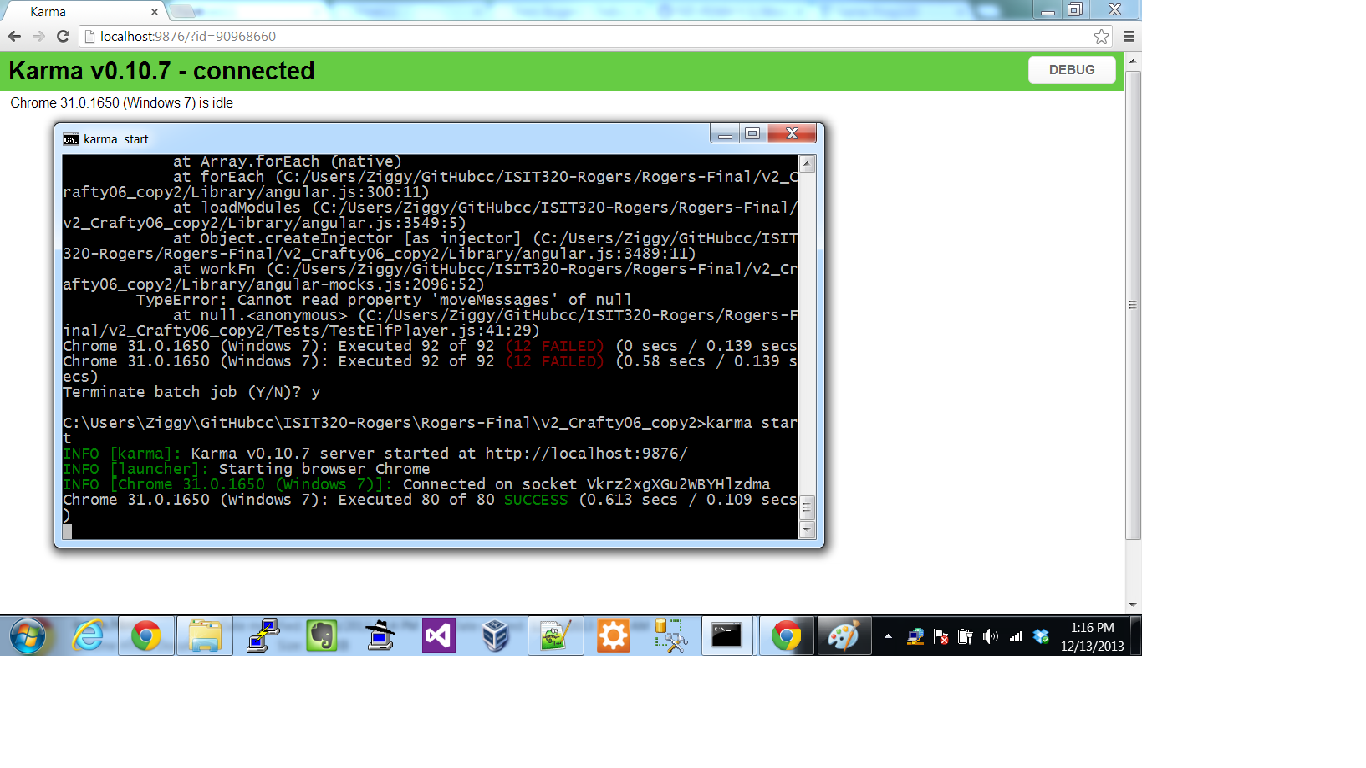 Karma
localhost:9876/?id=90968660
Karma v0.10.7 - connected
DEBUG
Chrome 31.0.1650 (Windows 7) is idle
karma start
at Array.forEach (native)
at forEach (C:/Users/Ziggy/GitHubcc/ISIT320-Rogers/Rogers-Final/v2_C
rafty06_copy2/Library/angular.js:300:11)
at loadModules (C:/Users/Ziggy/GitHubcc/ISIT320-Rogers/Rogers-Final/
v2_Crafty06_copy2/Library/angular.js:3549:5)
at Object.createInjector [as injector] (C:/Users/Ziggy/GitHubcc/ISIT
320-Rogers/Rogers-Final/v2_Crafty06_copy2/Library/angular.js:3489:11)
at workFn (C:/Users/Ziggy/GitHubcc/ISIT320-Rogers/Rogers-Final/v2_Cr
afty06_copy2/Library/angular-mocks.js:2096:52)
TypeError: Cannot read property 'moveMessages' of null
at null.<anonymous> (C:/Users/Ziggy/GitHubcc/ISIT320-Rogers/Rogers-F
inal/v2_Crafty06_copy2/Tests/TestElfPlayer.js:41:29)
Chrome 31.0.1650 (Windows 7): Executed 92 of 92 (12 FAILED) (0 secs / 0.139 secs
Chrome 31.0.1650 (Windows 7): Executed 92 of 92 (12 FAILED) (0.58 secs / 0.139 s
ecs)
Terminate batch job (Y/N)? y
C:\Users\Ziggy\GitHubcc\ISIT320-Rogers\Rogers-Final\v2_Crafty06_copy2>karma star
t
INFO [karma]: Karma v0.10.7 server started at http://localhost:9876/
INFO [launcher]: Starting browser Chrome
INFO [Chrome 31.0.1650 (Windows 7)]: Connected on socket Vkrz2xgXGu2WBYHlzdma
Chrome 31.0.1650 (Windows 7): Executed 80 of 80 SUCCESS (0.613 secs / 0.109 secs
)
1:16 PM
12/13/2013